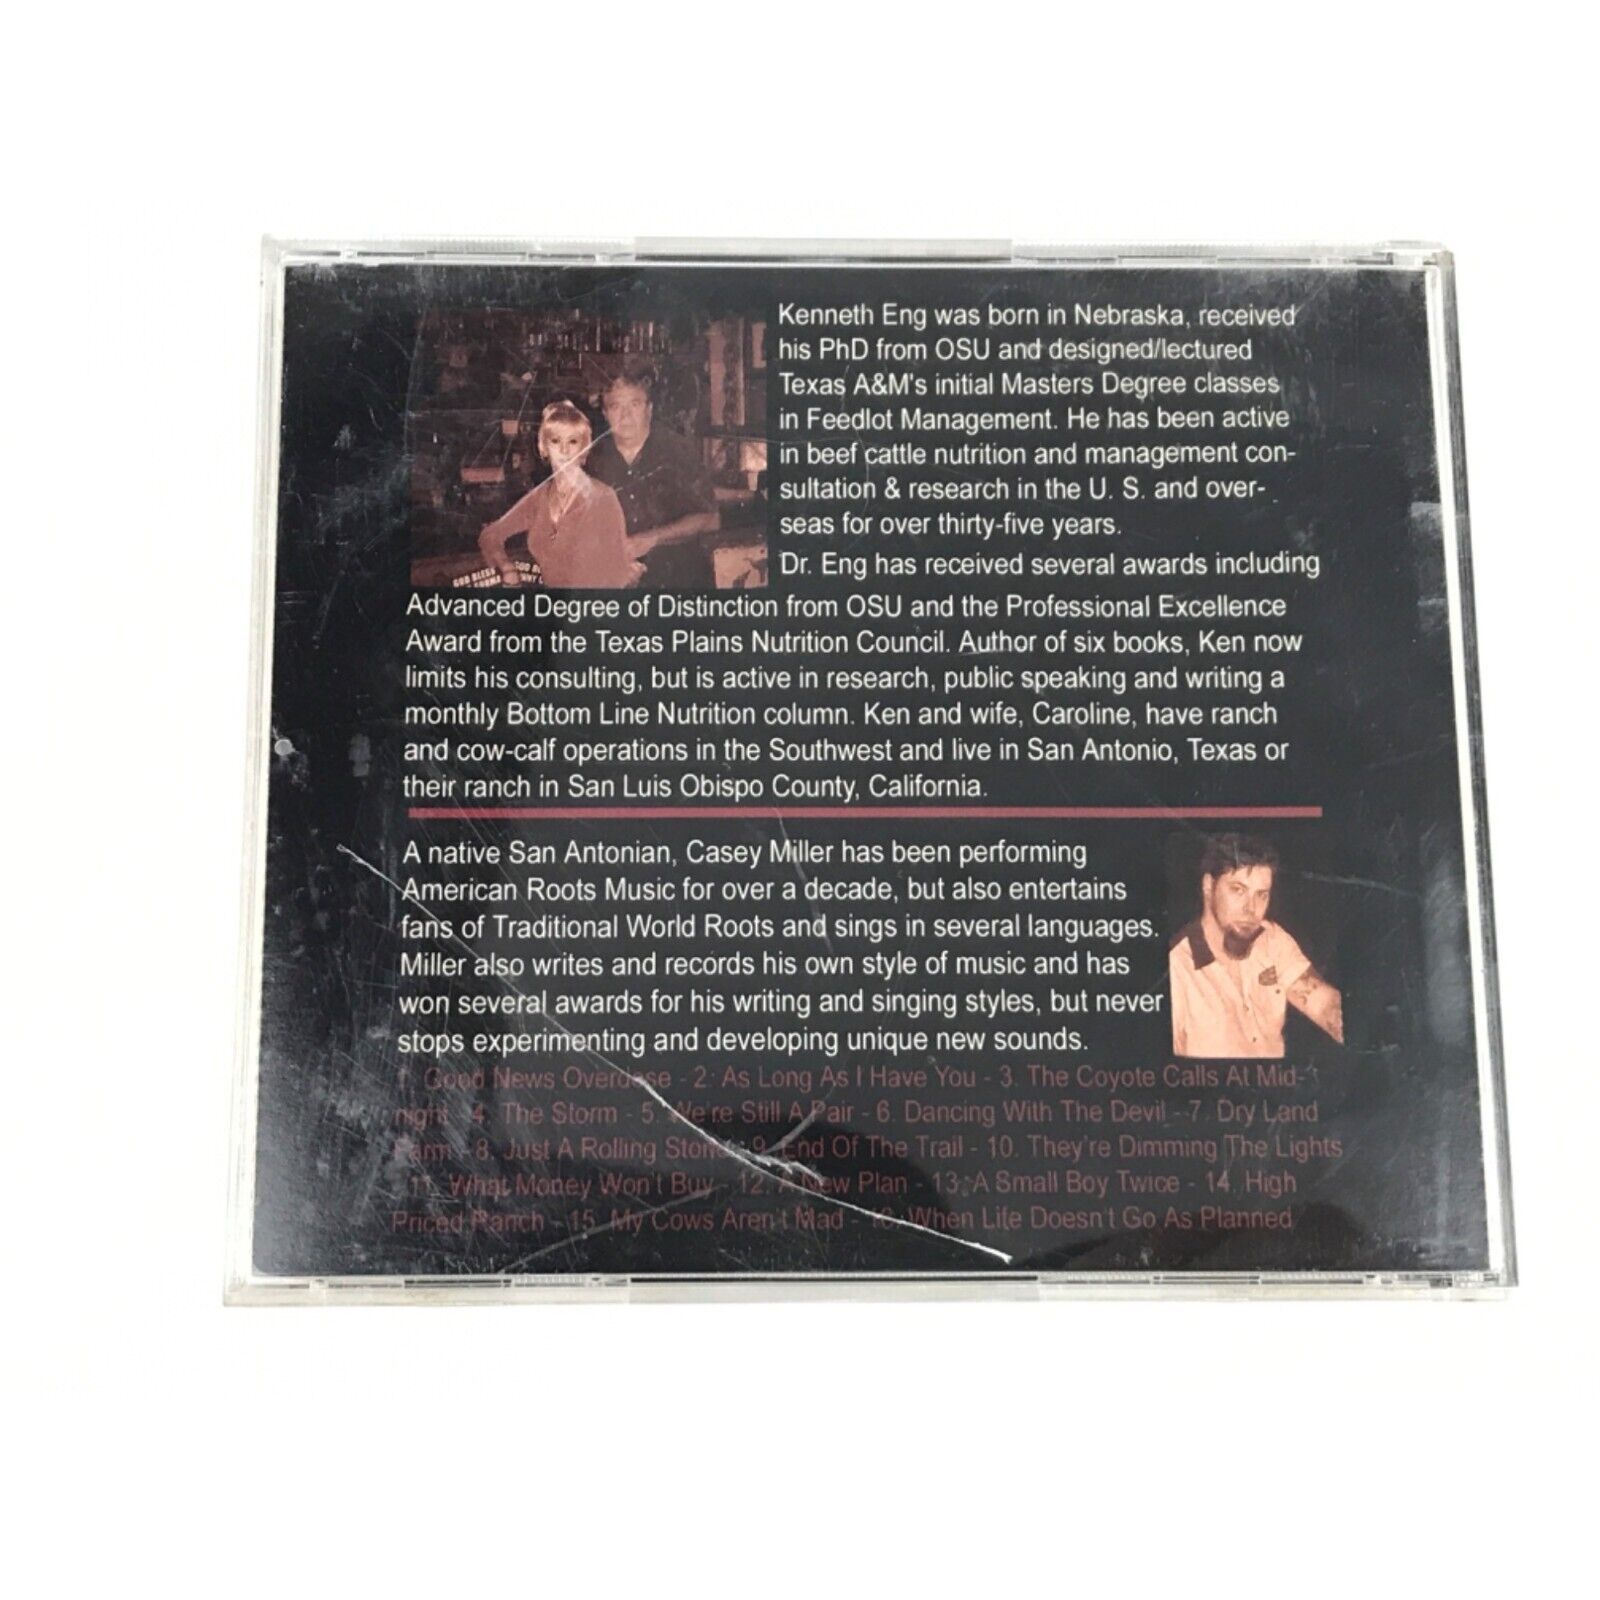 Kenneth Eng was born in Nebraska, received
his PhD from OSU and designed/lectured
Texas A&M's initial Masters Degree classes
in Feedlot Management. He has been active
in beef cattle nutrition and management con-
sultation & research in the U. S. and over-
seas for over thirty-five years.
Dr. Eng has received several awards including
Advanced Degree of Distinction from OSU and the Professional Excellence
Award from the Texas Plains Nutrition Council. Author of six books, Ken now
limits his consulting, but is active in research, public speaking and writing a
monthly Bottom Line Nutrition column. Ken and wife, Caroline, have ranch
and cow-calf operations in the Southwest and live in San Antonio, Texas or
their ranch in San Luis Obispo County, California.
GOD BLESS
A native San Antonian, Casey Miller has been performing
American Roots Music for over a decade, but also entertains
fans of Traditional World Roots and sings in several languages.
Miller also writes and records his own style of music and has
won several awards for his writing and singing styles, but never
stops experimenting and developing unique new sounds.
1. Good News Overdose - 2. As Long As I Have You - 3. The Coyote Calls At Mid-
night - 4. The Storm - 5. We're Still A Pair - 6. Dancing With The Devil - 7. Dry Land
Farm - 8. Just A Rolling Stone - 9. End Of The Trail - 10. They're Dimming The Lights
11. What Money Won't Buy - 12. A New Plan - 13. A Small Boy Twice - 14. High
Priced Ranch - 15. My Cows Aren't Mad - 16. When Life Doesn't Go As Planned